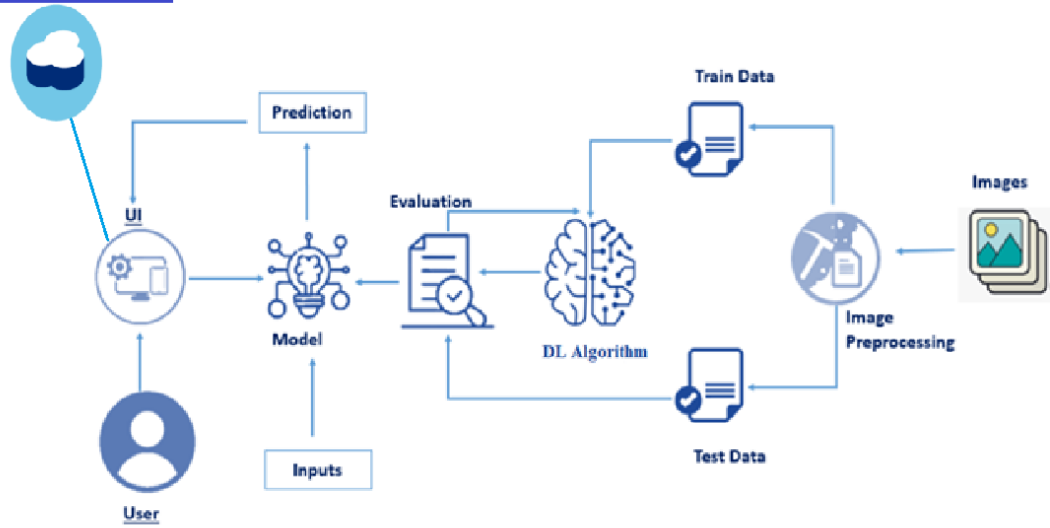 Train Data
Prediction
Images
Evaluation
UI
Image
Preprocessing
Model
DL Algorithm
Inputs
Test Data
User